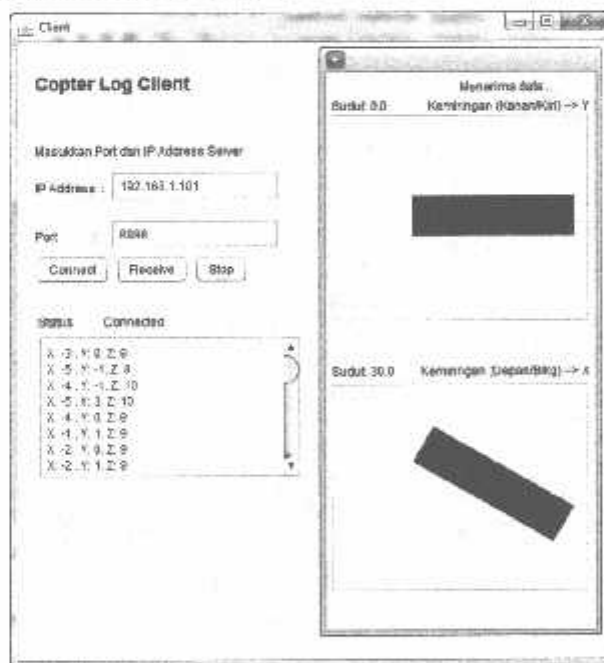 Client
Copter Log Client
Masukkan Port dan IP Address Server
IP Address : 192.168.1.101
Port
Connect Receive Stop
Status Connected
X: -3, Y: 0, Z: 9
X: -5, Y: -1, Z: 8
X: -4, Y: -1, Z: 10
X: -5, Y: 3, Z: 10
X: -4, Y: 0, Z: 9
X: -1, Y: 1, Z: 9
X: -2, Y: 0, Z: 9
X: -2, Y: 1, Z: 9
Menerima data...
Sudut: 0.0 Kemiringan (Kanan/Kiri) --> Y
Sudut: 30.0 Kemiringan (Depan/Blkg) --> X